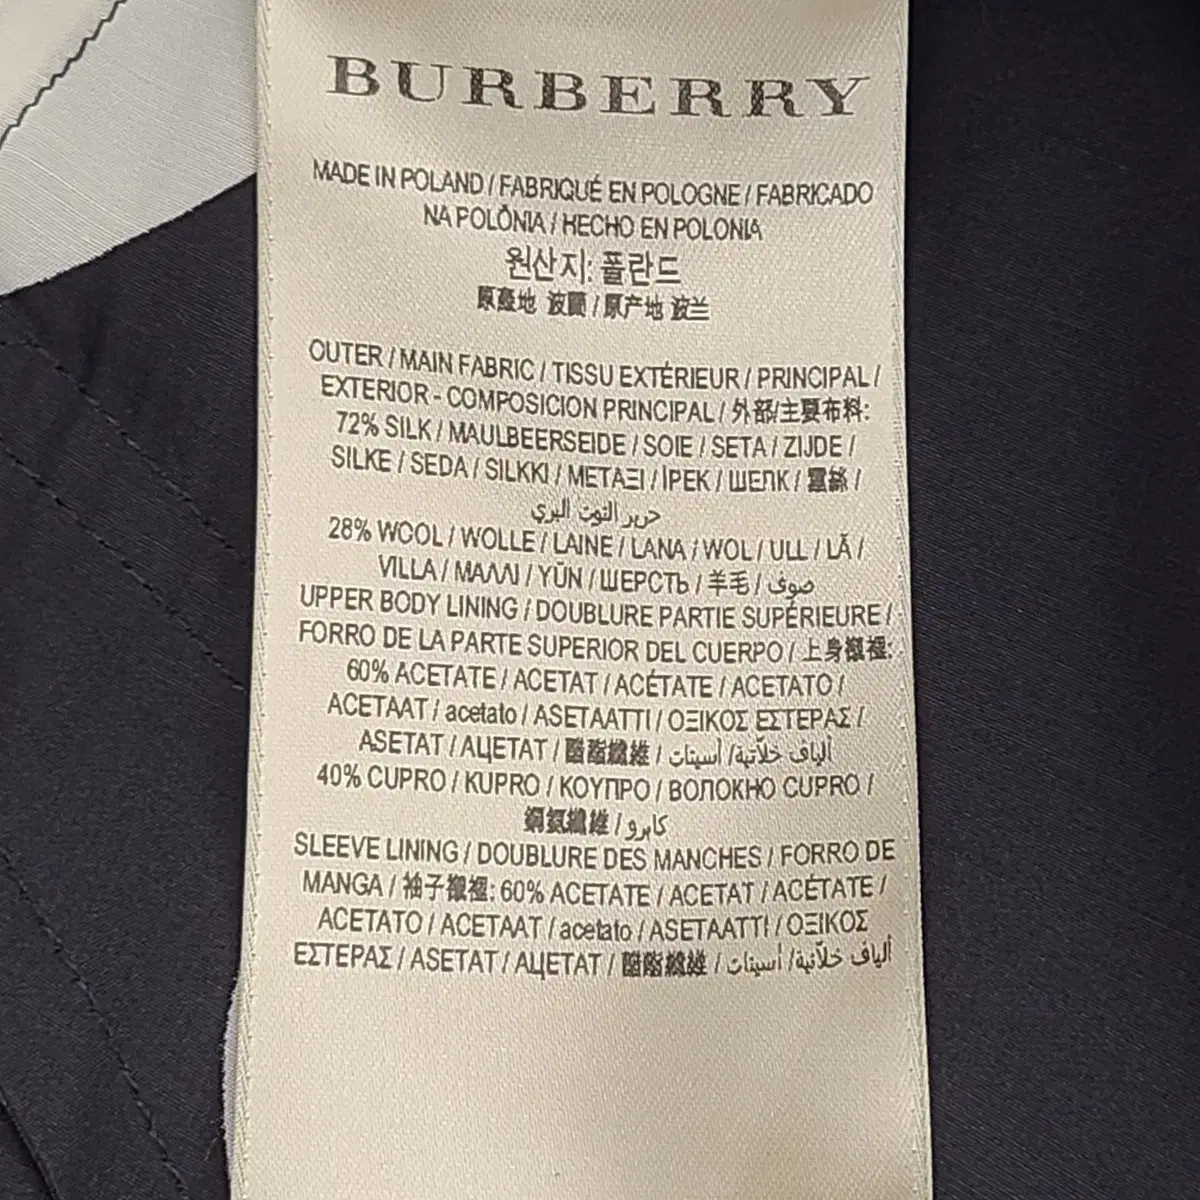 BURBERRY
MADE IN POLAND / FABRIQUÉ EN POLOGNE / FABRICADO
NA POLÔNIA / HECHO EN POLONIA
원산지: 폴란드
原產地 波蘭 / 原产地 波兰
OUTER / MAIN FABRIC / TISSU EXTÉRIEUR / PRINCIPAL /
EXTERIOR - COMPOSICION PRINCIPAL / 外部/主要布料:
72% SILK / MAULBEERSEIDE / SOIE / SETA / ZIJDE /
SILKE / SEDA / SILKKI / ΜΕΤΑΞΙ / İPEK / ШЕЛК / 蠶絲 /
حرير التوت البري
28% WOOL / WOLLE / LAINE / LANA / WOL / ULL / LÃ /
VILLA / ΜΑΛΛΙ / YÜN / ШЕРСТЬ / 羊毛 / صوف
UPPER BODY LINING / DOUBLURE PARTIE SUPÉRIEURE /
FORRO DE LA PARTE SUPERIOR DEL CUERPO / 上身襯裡:
60% ACETATE / ACETAT / ACÉTATE / ACETATO /
ACETAAT / acetato / ASETAATTI / ΟΞΙΚΟΣ ΕΣΤΕΡΑΣ /
ASETAT / АЦЕТАТ / 醋酯纖維 / ألياف خلّاتية/ أسيتات
40% CUPRO / KUPRO / ΚΟΥΠΡΟ / ВОЛОКНО CUPRO /
銅氨纖維 / كابرو
SLEEVE LINING / DOUBLURE DES MANCHES / FORRO DE
MANGA / 袖子襯裡: 60% ACETATE / ACETAT / ACÉTATE /
ACETATO / ACETAAT / acetato / ASETAATTI / ΟΞΙΚΟΣ
ΕΣΤΕΡΑΣ / ASETAT / АЦЕТАТ / 醋酯纖維 / ألياف خلّاتية/ أسيتات